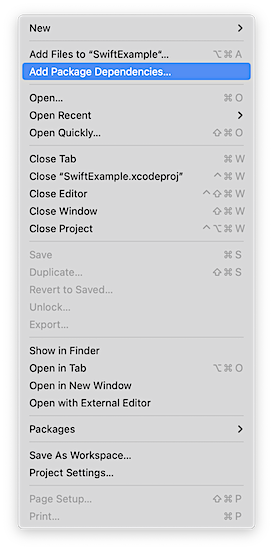 New >
Add Files to “SwiftExample”... ⌥⌘A
Add Package Dependencies...
Open... ⌘O
Open Recent >
Open Quickly... ⇧⌘O
Close Tab ⌘W
Close “SwiftExample.xcodeproj” ⌃⌘W
Close Editor ⌃⇧⌘W
Close Window ⇧⌘W
Close Project ⌃⌥⌘W
Save ⌘S
Duplicate... ⇧⌘S
Revert to Saved...
Unlock...
Export...
Show in Finder
Open in Tab ⌥⌘O
Open in New Window
Open with External Editor
Packages >
Save As Workspace...
Project Settings...
Page Setup... ⇧⌘P
Print... ⌘P